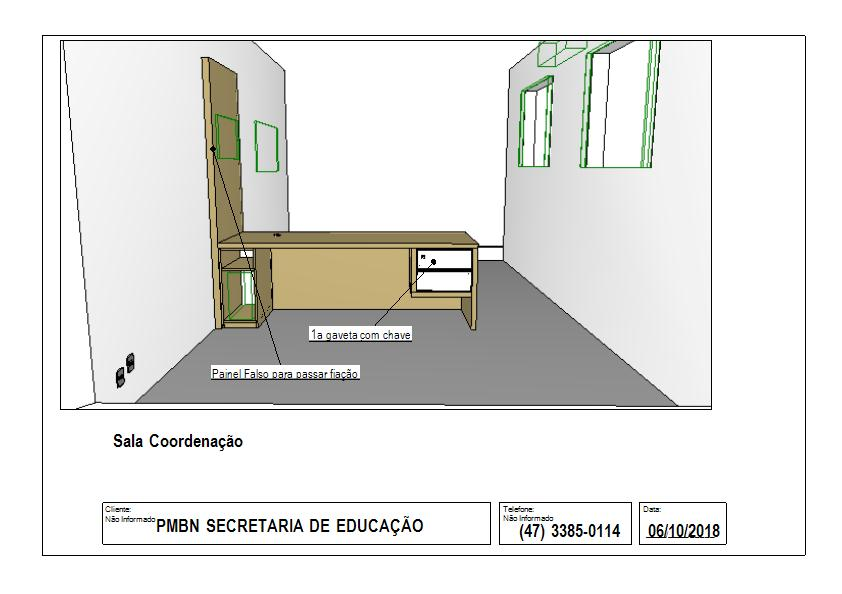 1a gaveta com chave
Painel Falso para passar fiação
Sala Coordenação
Cliente:
Não Informado
PMBN SECRETARIA DE EDUCAÇÃO
Telefone:
Não Informado
(47) 3385-0114
Data:
06/10/2018